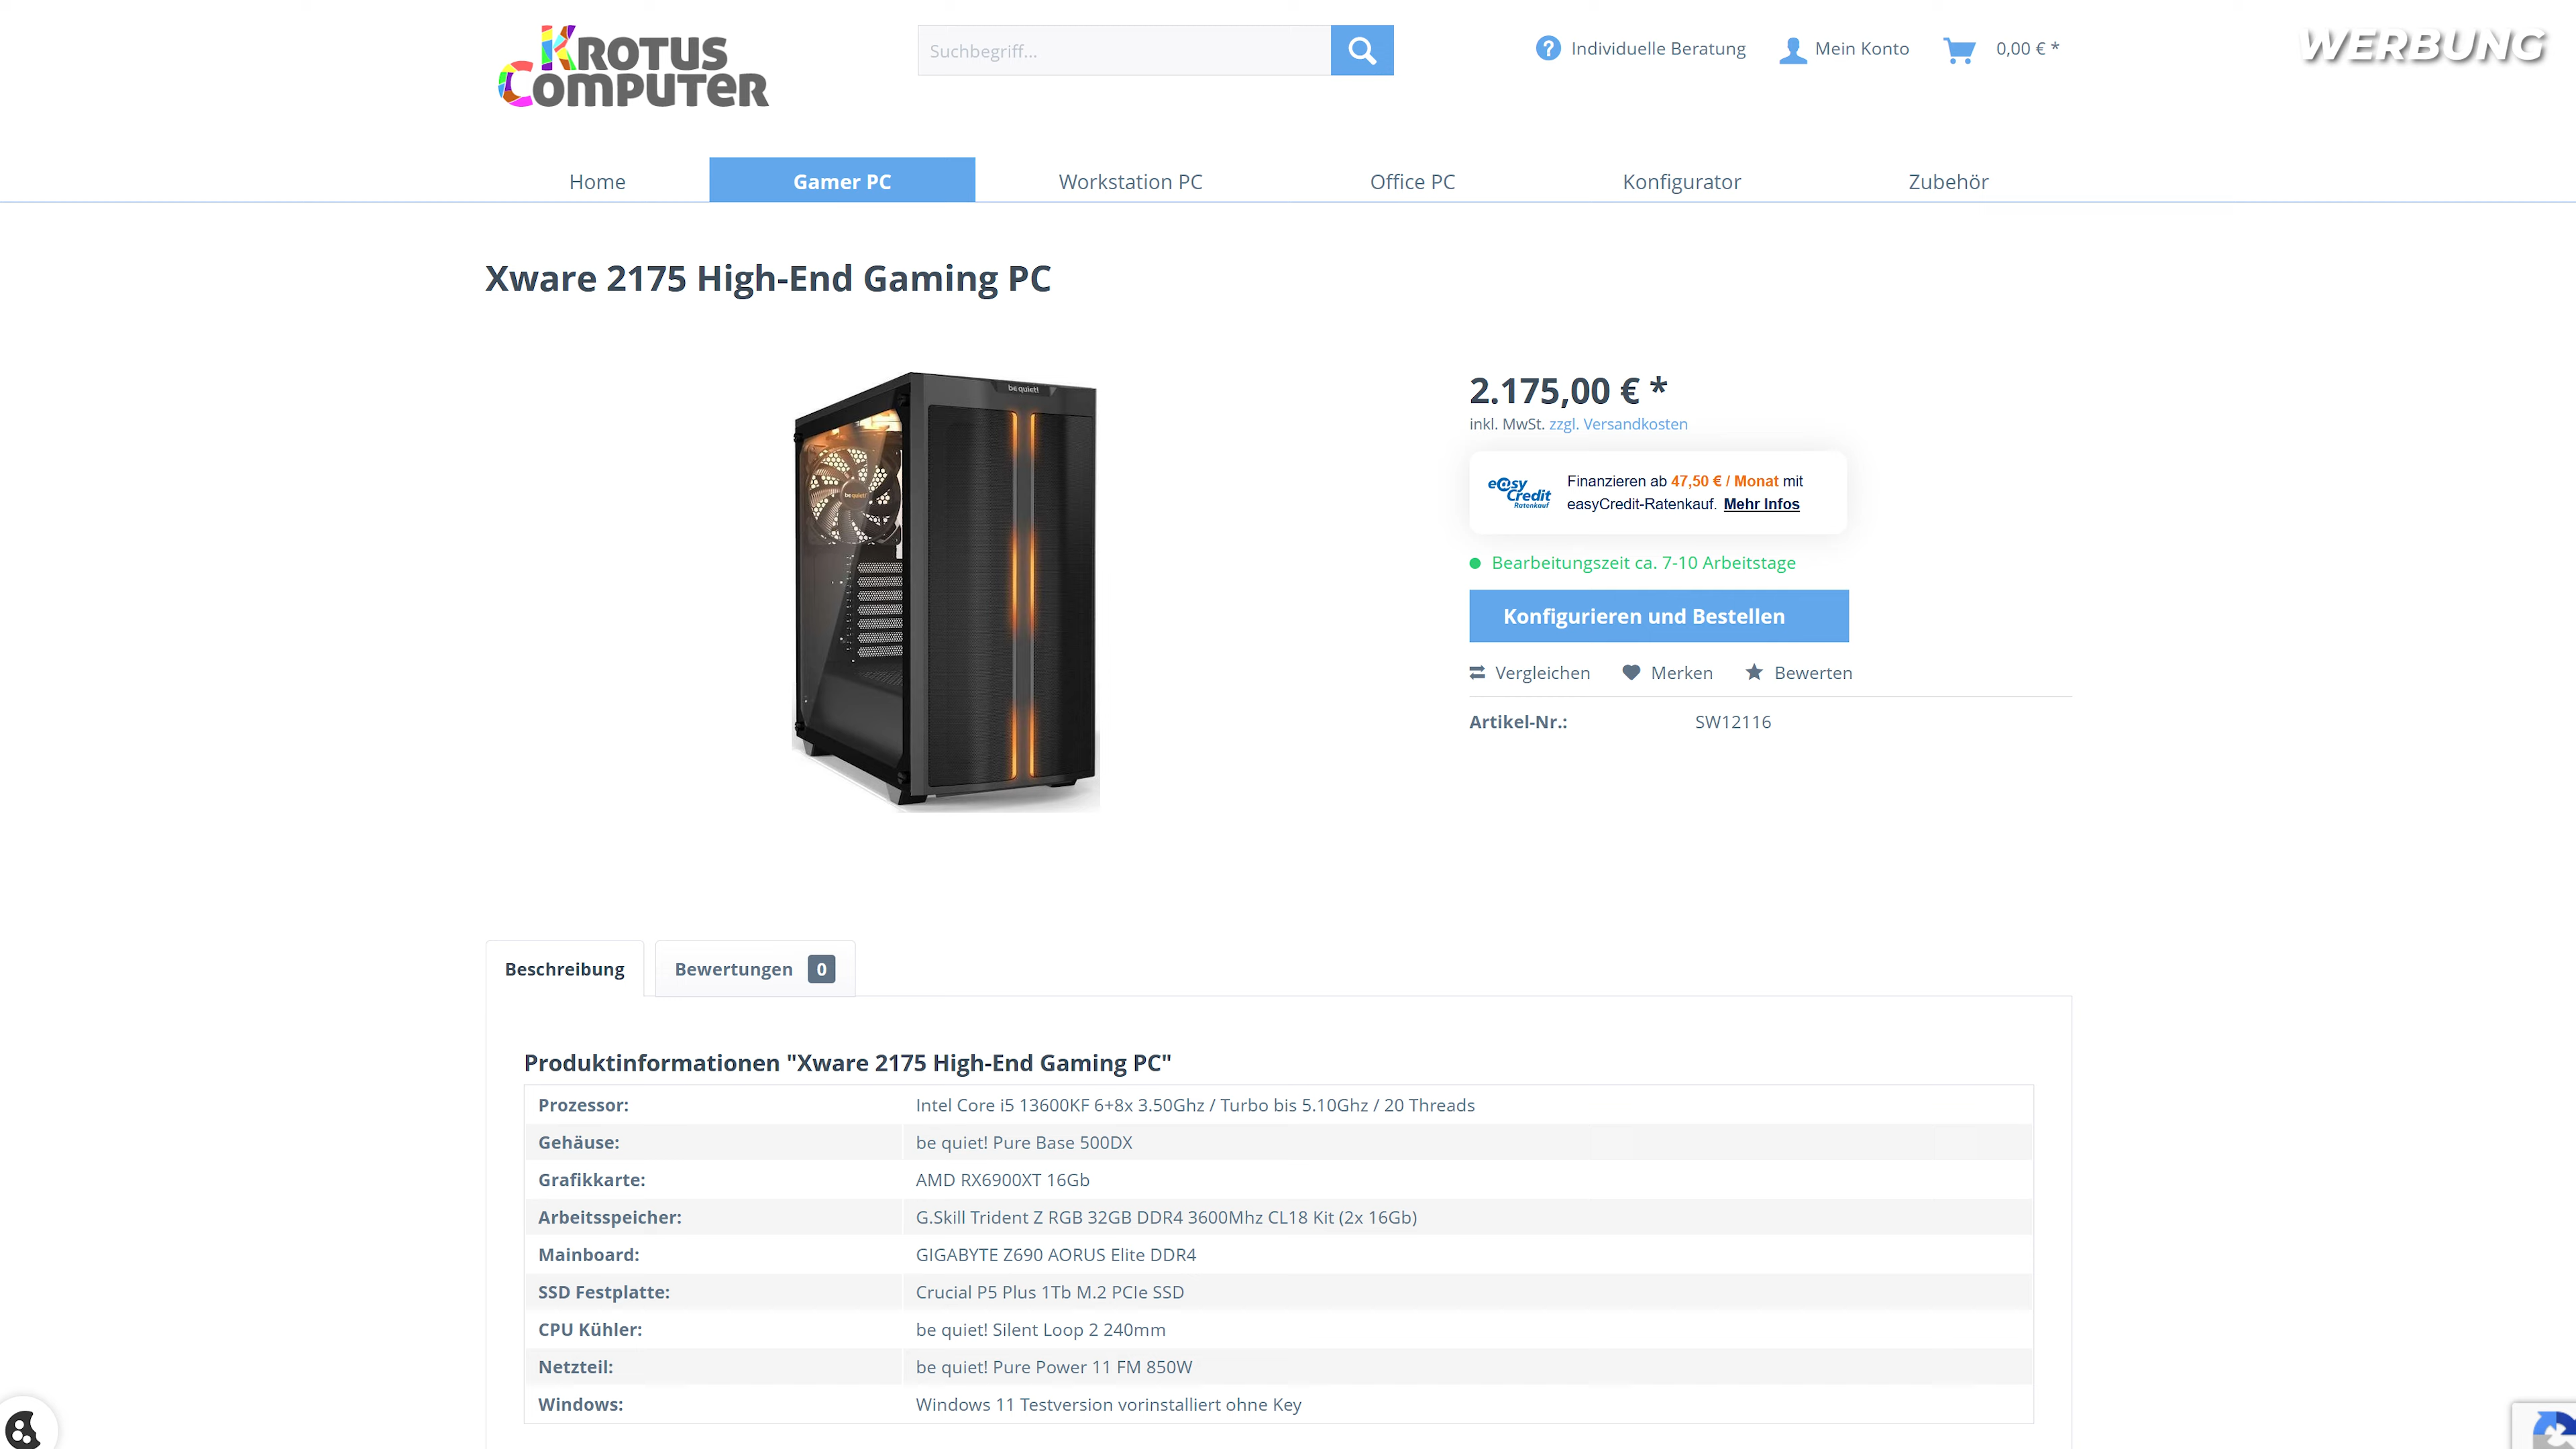 KROTUS
COMPUTER
Suchbegriff...
Individuelle Beratung
Mein Konto
0,00 € *
WERBUNG
Home
Gamer PC
Workstation PC
Office PC
Konfigurator
Zubehör
Xware 2175 High-End Gaming PC
be quiet!
be quiet!
2.175,00 € *
inkl. MwSt. zzgl. Versandkosten
easy
Credit
Ratenkauf
Finanzieren ab 47,50 € / Monat mit
easyCredit-Ratenkauf. Mehr Infos
Bearbeitungszeit ca. 7-10 Arbeitstage
Konfigurieren und Bestellen
Vergleichen
Merken
Bewerten
Artikel-Nr.: SW12116
Beschreibung
Bewertungen 0
Produktinformationen "Xware 2175 High-End Gaming PC"
Prozessor: Intel Core i5 13600KF 6+8x 3.50Ghz / Turbo bis 5.10Ghz / 20 Threads
Gehäuse: be quiet! Pure Base 500DX
Grafikkarte: AMD RX6900XT 16Gb
Arbeitsspeicher: G.Skill Trident Z RGB 32GB DDR4 3600Mhz CL18 Kit (2x 16Gb)
Mainboard: GIGABYTE Z690 AORUS Elite DDR4
SSD Festplatte: Crucial P5 Plus 1Tb M.2 PCIe SSD
CPU Kühler: be quiet! Silent Loop 2 240mm
Netzteil: be quiet! Pure Power 11 FM 850W
Windows: Windows 11 Testversion vorinstalliert ohne Key